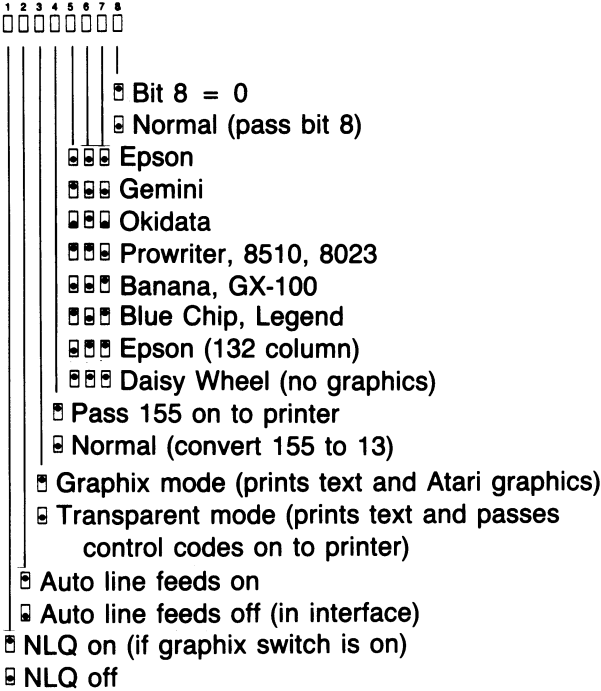 1 2 3 4 5 6 7 8
Bit 8 = 0
Normal (pass bit 8)
Epson
Gemini
Okidata
Prowriter, 8510, 8023
Banana, GX-100
Blue Chip, Legend
Epson (132 column)
Daisy Wheel (no graphics)
Pass 155 on to printer
Normal (convert 155 to 13)
Graphix mode (prints text and Atari graphics)
Transparent mode (prints text and passes
control codes on to printer)
Auto line feeds on
Auto line feeds off (in interface)
NLQ on (if graphix switch is on)
NLQ off